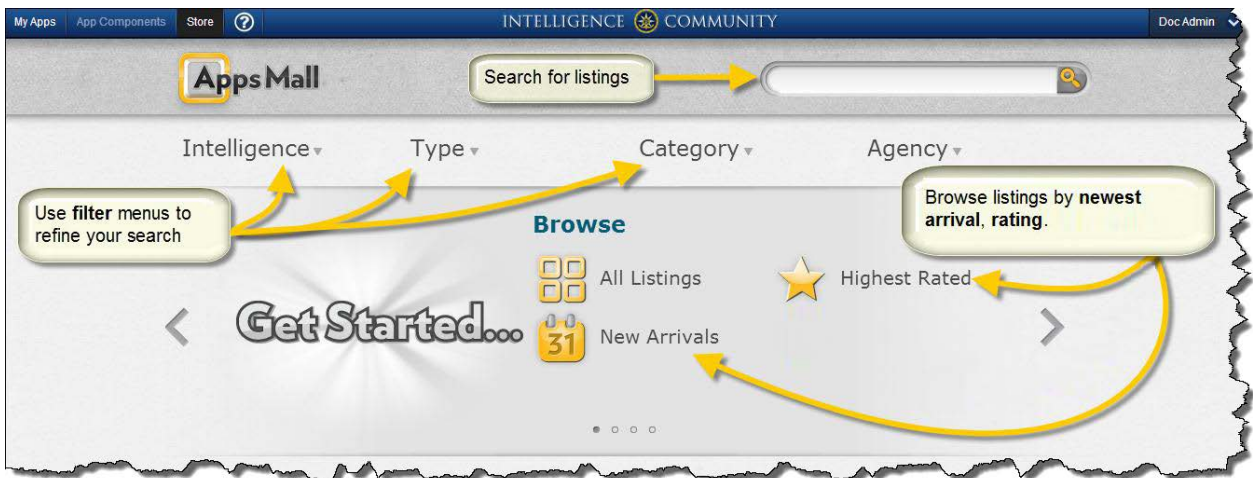 My Apps App Components Store ? INTELLIGENCE COMMUNITY Doc Admin
Apps Mall
Search for listings
Intelligence Type Category Agency
Use filter menus to
refine your search
Browse listings by newest
arrival, rating.
Browse
All Listings Highest Rated
Get Started...
31 New Arrivals